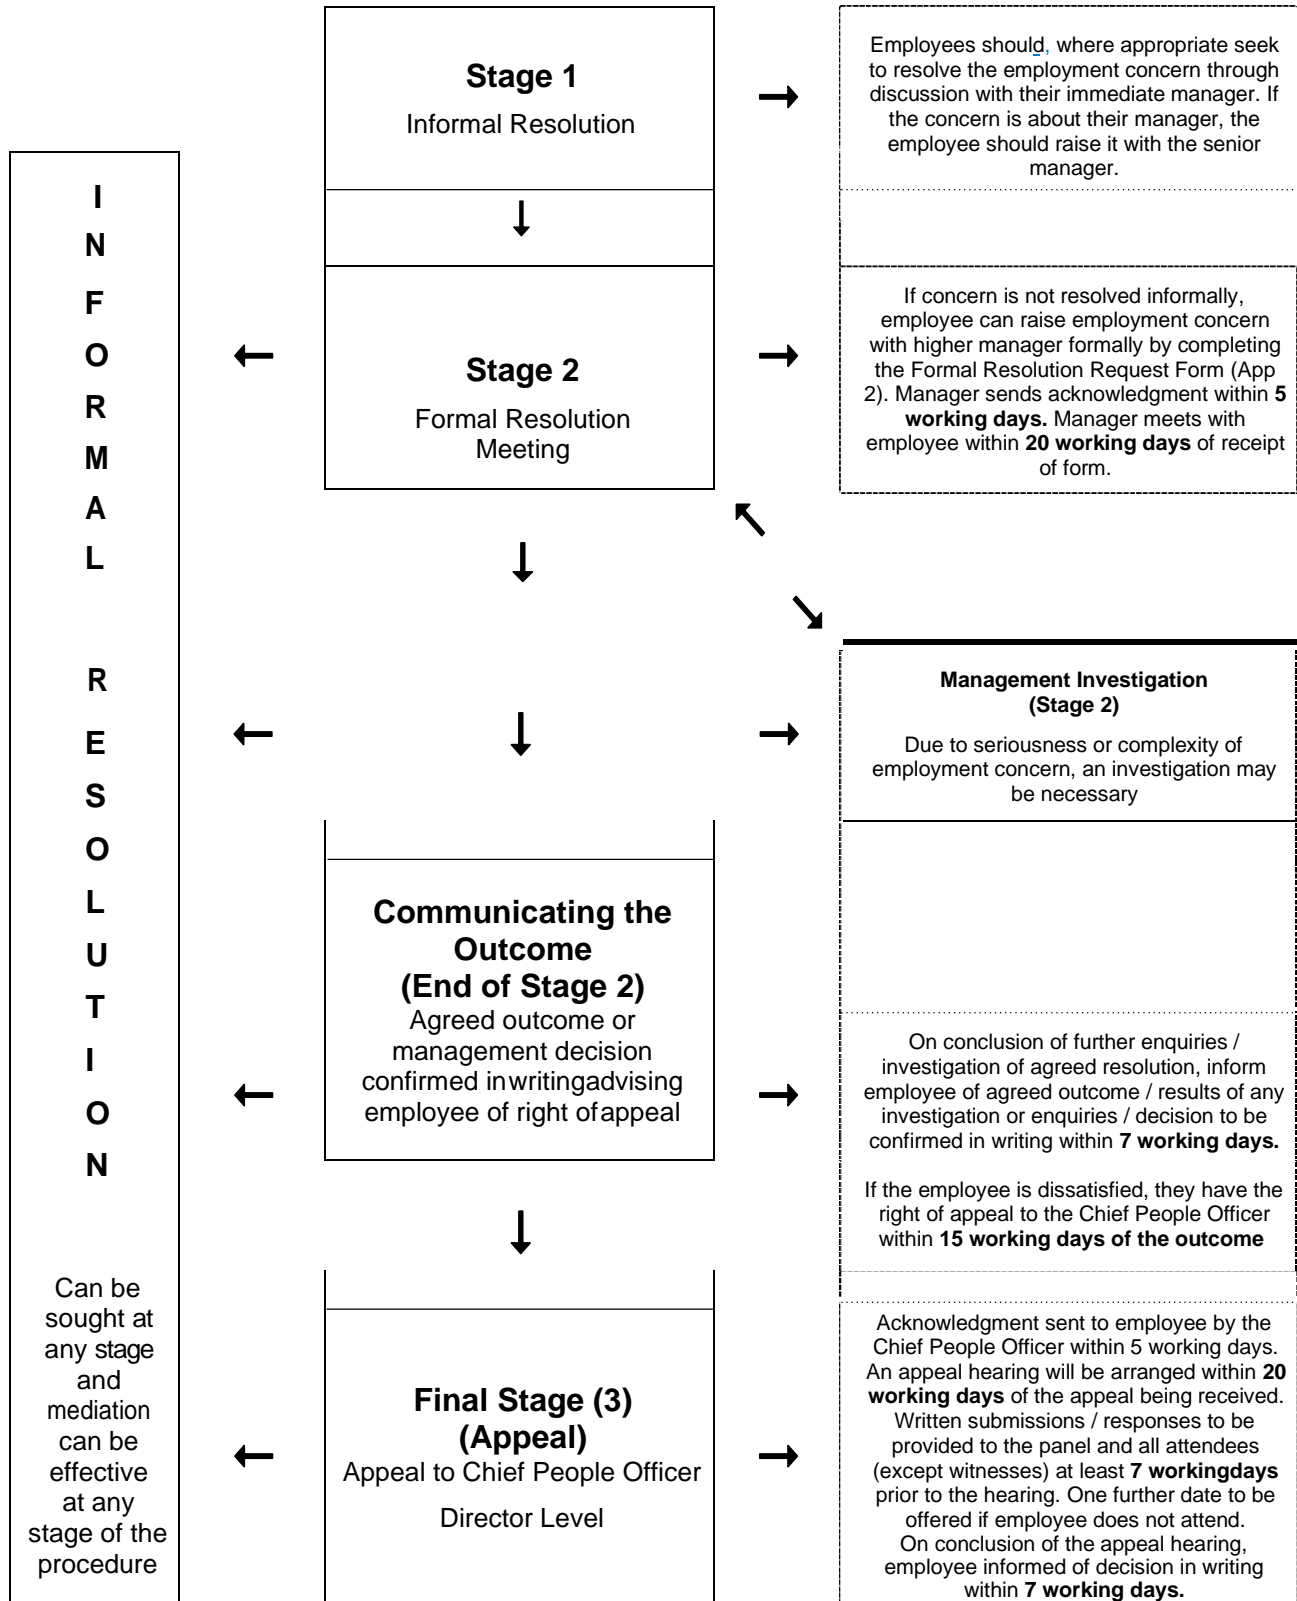 Stage 1
Informal Resolution
Employees should, where appropriate seek
to resolve the employment concern through
discussion with their immediate manager. If
the concern is about their manager, the
employee should raise it with the senior
manager.
I
N
F
O
R
M
A
L
R
E
S
O
L
U
T
I
O
N
Can be
sought at
any stage
and
mediation
can be
effective
at any
stage of the
procedure
Stage 2
Formal Resolution
Meeting
If concern is not resolved informally,
employee can raise employment concern
with higher manager formally by completing
the Formal Resolution Request Form (App
2). Manager sends acknowledgment within 5
working days. Manager meets with
employee within 20 working days of receipt
of form.
Management Investigation
(Stage 2)
Due to seriousness or complexity of
employment concern, an investigation may
be necessary
Communicating the
Outcome
(End of Stage 2)
Agreed outcome or
management decision
confirmed inwritingadvising
employee of right ofappeal
On conclusion of further enquiries /
investigation of agreed resolution, inform
employee of agreed outcome / results of any
investigation or enquiries / decision to be
confirmed in writing within 7 working days.
If the employee is dissatisfied, they have the
right of appeal to the Chief People Officer
within 15 working days of the outcome
Final Stage (3)
(Appeal)
Appeal to Chief People Officer
Director Level
Acknowledgment sent to employee by the
Chief People Officer within 5 working days.
An appeal hearing will be arranged within 20
working days of the appeal being received.
Written submissions / responses to be
provided to the panel and all attendees
(except witnesses) at least 7 workingdays
prior to the hearing. One further date to be
offered if employee does not attend.
On conclusion of the appeal hearing,
employee informed of decision in writing
within 7 working days.